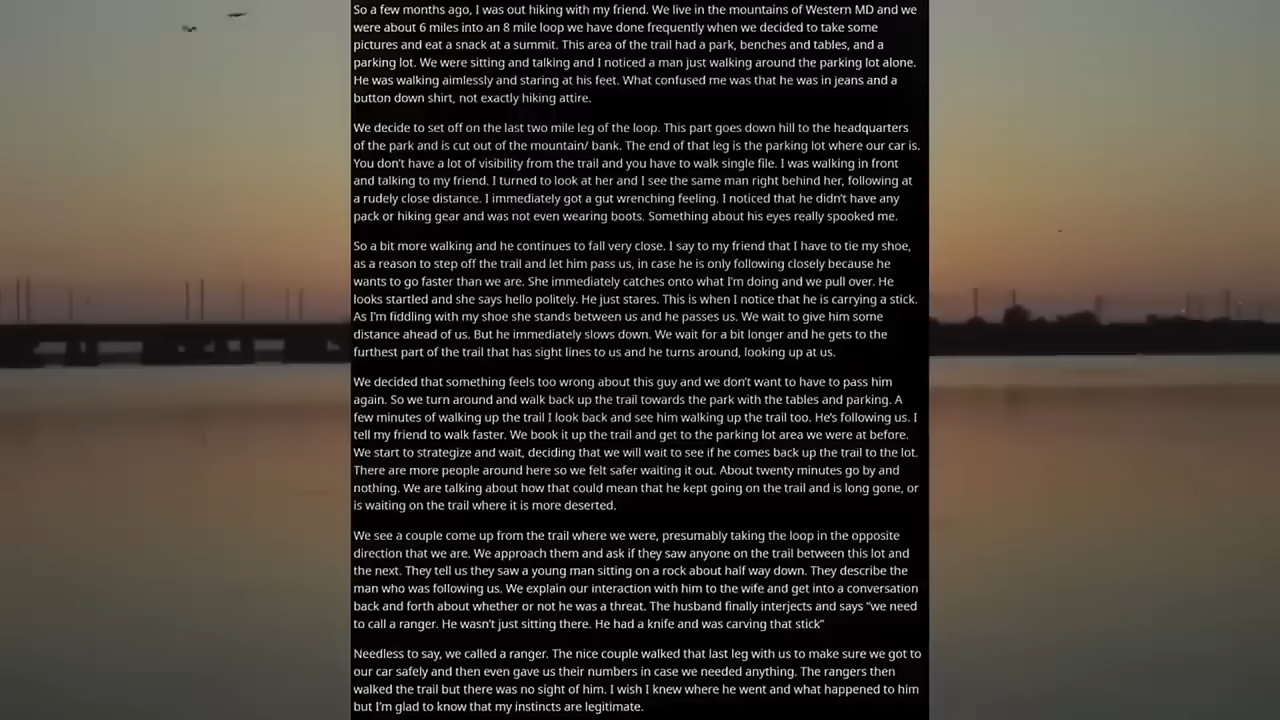 So a few months ago, I was out hiking with my friend. We live in the mountains of Western MD and we
were about 6 miles into an 8 mile loop we have done frequently when we decided to take some
pictures and eat a snack at a summit. This area of the trail had a park, benches and tables, and a
parking lot. We were sitting and talking and I noticed a man just walking around the parking lot alone.
He was walking aimlessly and staring at his feet. What confused me was that he was in jeans and a
button down shirt, not exactly hiking attire.
We decide to set off on the last two mile leg of the loop. This part goes down hill to the headquarters
of the park and is cut out of the mountain/ bank. The end of that leg is the parking lot where our car is.
You don't have a lot of visibility from the trail and you have to walk single file. I was walking in front
and talking to my friend. I turned to look at her and I see the same man right behind her, following at
a rudely close distance. I immediately got a gut wrenching feeling. I noticed that he didn't have any
pack or hiking gear and was not even wearing boots. Something about his eyes really spooked me.
So a bit more walking and he continues to fall very close. I say to my friend that I have to tie my shoe,
as a reason to step off the trail and let him pass us, in case he is only following closely because he
wants to go faster than we are. She immediately catches onto what I'm doing and we pull over. He
looks startled and she says hello politely. He just stares. This is when I notice that he is carrying a stick.
As I'm fiddling with my shoe she stands between us and he passes us. We wait to give him some
distance ahead of us. But he immediately slows down. We wait for a bit longer and he gets to the
furthest part of the trail that has sight lines to us and he turns around, looking up at us.
We decided that something feels too wrong about this guy and we don't want to have to pass him
again. So we turn around and walk back up the trail towards the park with the tables and parking. A
few minutes of walking up the trail I look back and see him walking up the trail too. He's following us. I
tell my friend to walk faster. We book it up the trail and get to the parking lot area we were at before.
We start to strategize and wait, deciding that we will wait to see if he comes back up the trail to the lot.
There are more people around here so we felt safer waiting it out. About twenty minutes go by and
nothing. We are talking about how that could mean that he kept going on the trail and is long gone, or
is waiting on the trail where it is more deserted.
We see a couple come up from the trail where we were, presumably taking the loop in the opposite
direction that we are. We approach them and ask if they saw anyone on the trail between this lot and
the next. They tell us they saw a young man sitting on a rock about half way down. They describe the
man who was following us. We explain our interaction with him to the wife and get into a conversation
back and forth about whether or not he was a threat. The husband finally interjects and says "we need
to call a ranger. He wasn't just sitting there. He had a knife and was carving that stick"
Needless to say, we called a ranger. The nice couple walked that last leg with us to make sure we got to
our car safely and then even gave us their numbers in case we needed anything. The rangers then
walked the trail but there was no sight of him. I wish I knew where he went and what happened to him
but I'm glad to know that my instincts are legitimate.